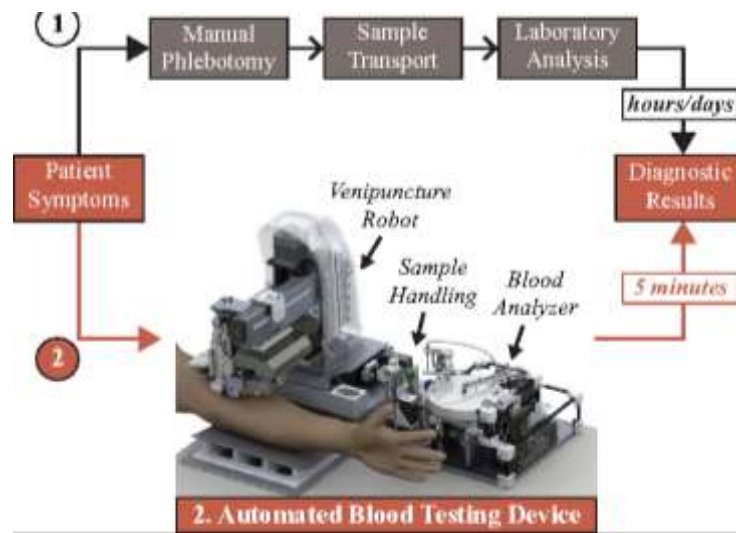 1
Manual
Phlebotomy
Sample
Transport
Laboratory
Analysis
hours/days
Patient
Symptoms
Diagnostic
Results
Venipuncture
Robot
Sample
Handling
Blood
Analyzer
5 minutes
2
2. Automated Blood Testing Device